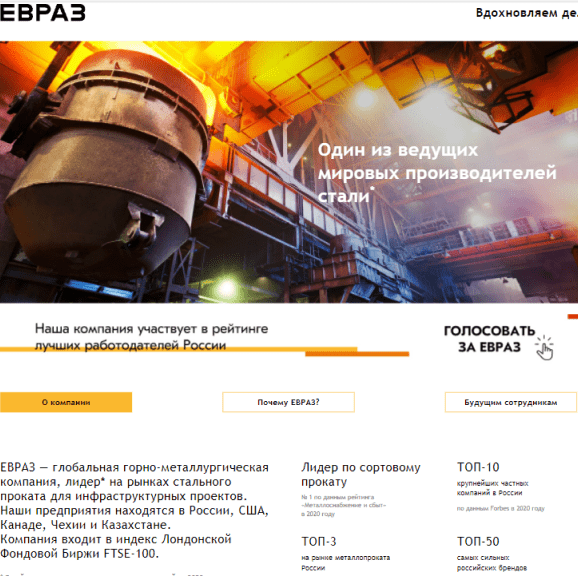 ЕВРАЗ
Вдохновляем
Один из ведущих
мировых производителей
стали*
Наша компания участвует в рейтинге
лучших работодателей России
ГОЛОСОВАТЬ
ЗА ЕВРАЗ
О компании
Почему ЕВРАЗ?
Будущим сотрудникам
ЕВРАЗ — глобальная горно-металлургическая
компания, лидер* на рынках стального
проката для инфраструктурных проектов.
Наши предприятия находятся в России, США,
Канаде, Чехии и Казахстане.
Компания входит в индекс Лондонской
Фондовой Биржи FTSE-100.
Лидер по сортовому
прокату
№ 1 по данным рейтинга
«Металлоснабжение и сбыт»
в 2020 году
ТОП-3
на рынке металлопроката
России
ТОП-10
крупнейших частных
компаний в России
по данным Forbes в 2020 году
ТОП-50
самых сильных
российских брендов